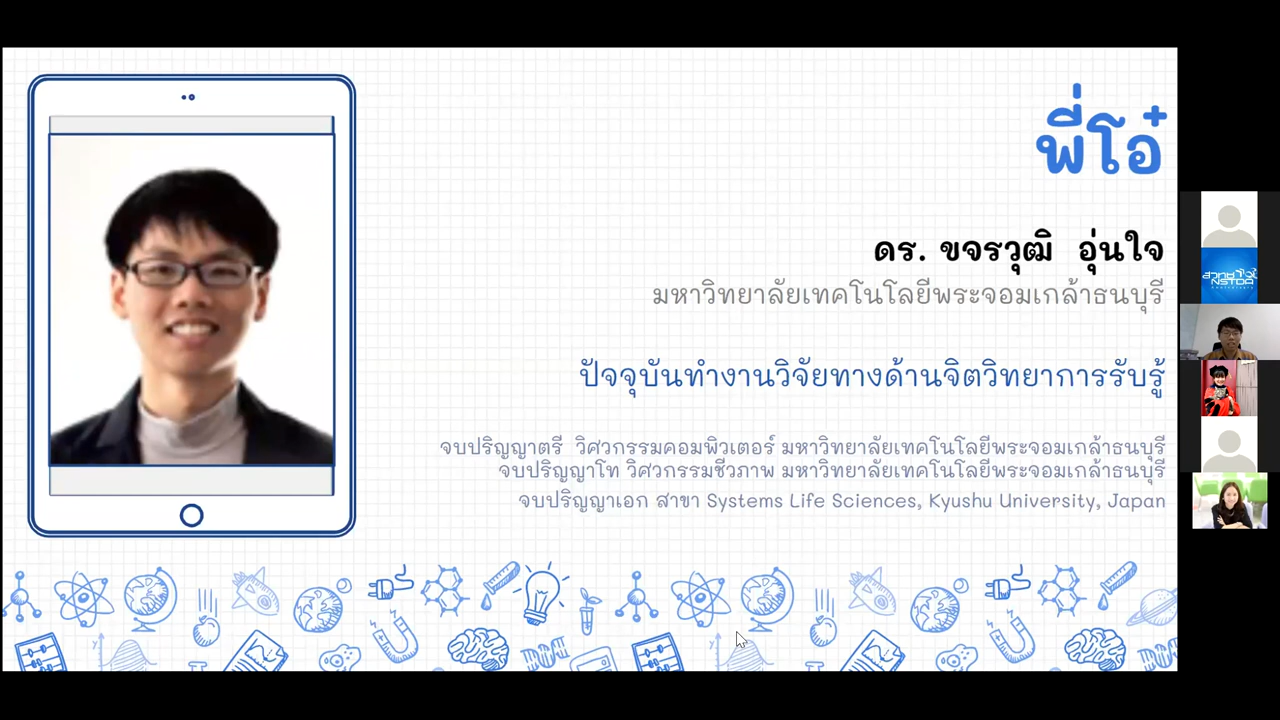 พี่โอ๋
ดร. ขจรวุฒิ อุ่นใจ
มหาวิทยาลัยเทคโนโลยีพระจอมเกล้าธนบุรี
ปัจจุบันทำงานวิจัยทางด้านจิตวิทยาการรับรู้
จบปริญญาตรี วิศวกรรมคอมพิวเตอร์ มหาวิทยาลัยเทคโนโลยีพระจอมเกล้าธนบุรี
จบปริญญาโท วิศวกรรมชีวภาพ มหาวิทยาลัยเทคโนโลยีพระจอมเกล้าธนบุรี
จบปริญญาเอก สาขา Systems Life Sciences, Kyushu University, Japan
สวทช
NSTDA